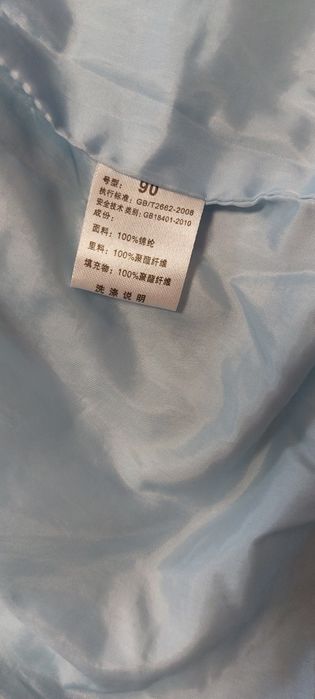 号型： 90
执行标准：GB/T2662-2008
安全技术类别：GB18401-2010
成份：
面料：100%锦纶
里料：100%聚酯纤维
填充物：100%聚酯纤维
洗涤说明